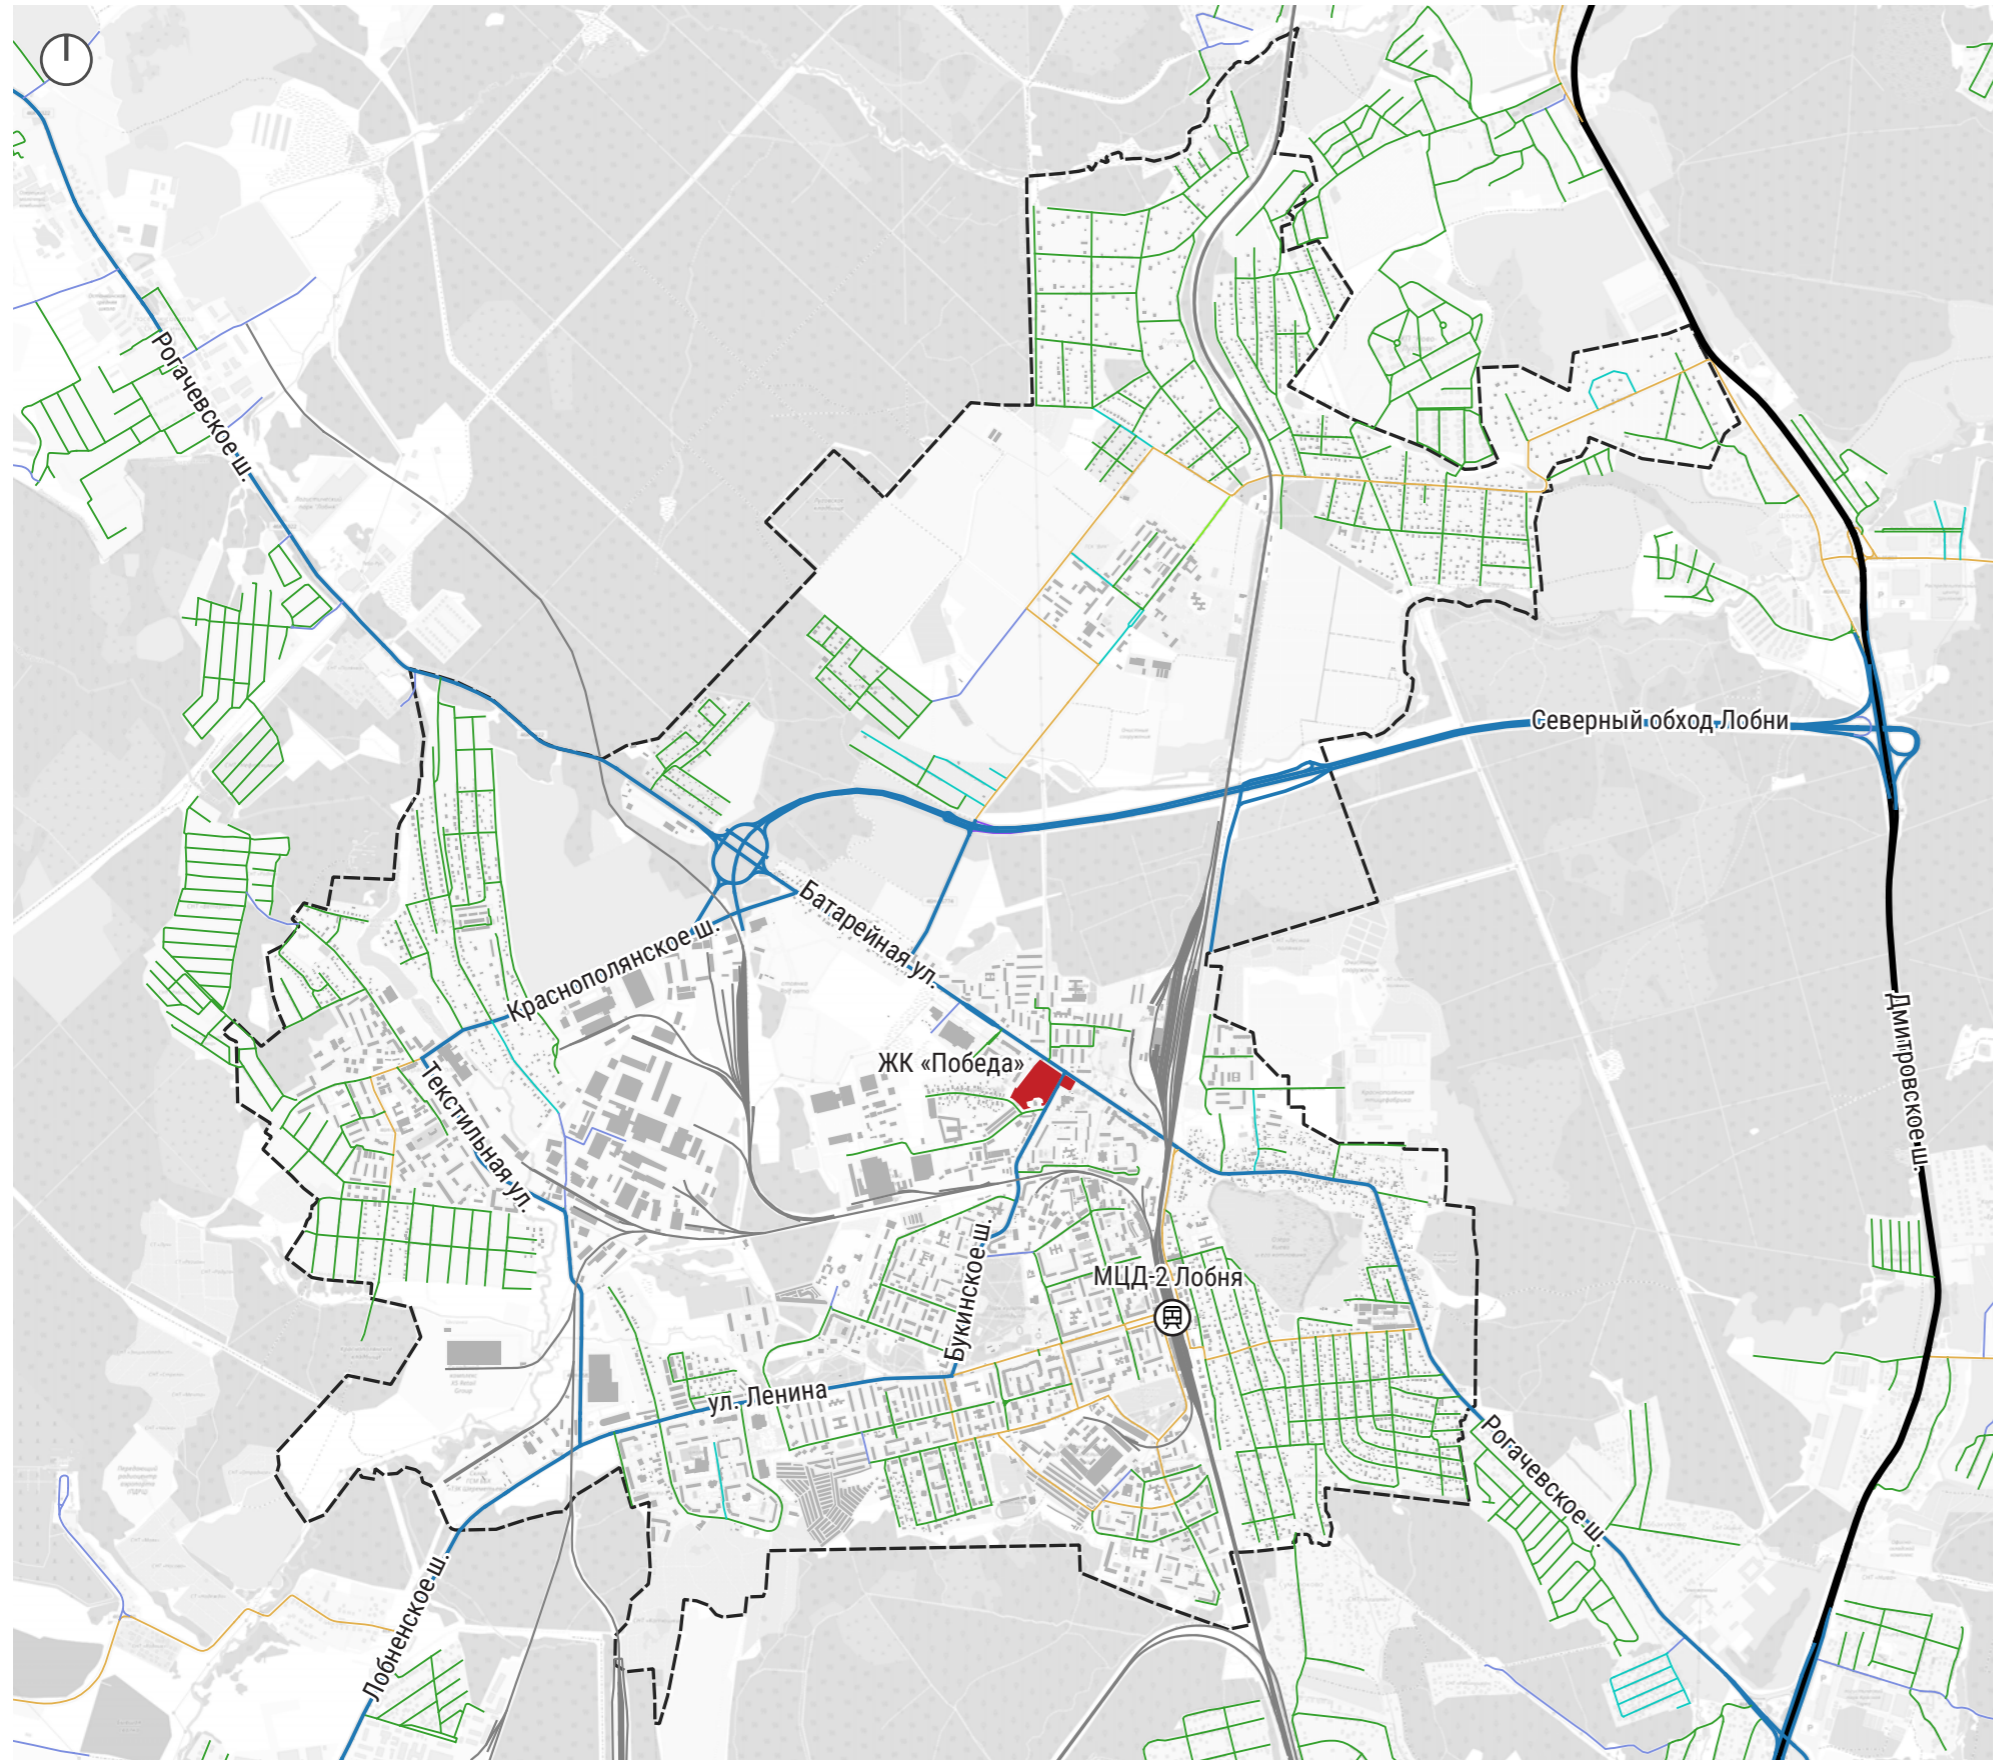 Рогачевское ш.
Северный обход Лобни
Батарейная ул.
Краснополянское ш.
Дмитровское ш.
ЖК «Победа»
Текстильная ул.
Букинское ш.
МЦД-2 Лобня
ул. Ленина
Рогачевское ш.
Лобненское ш.